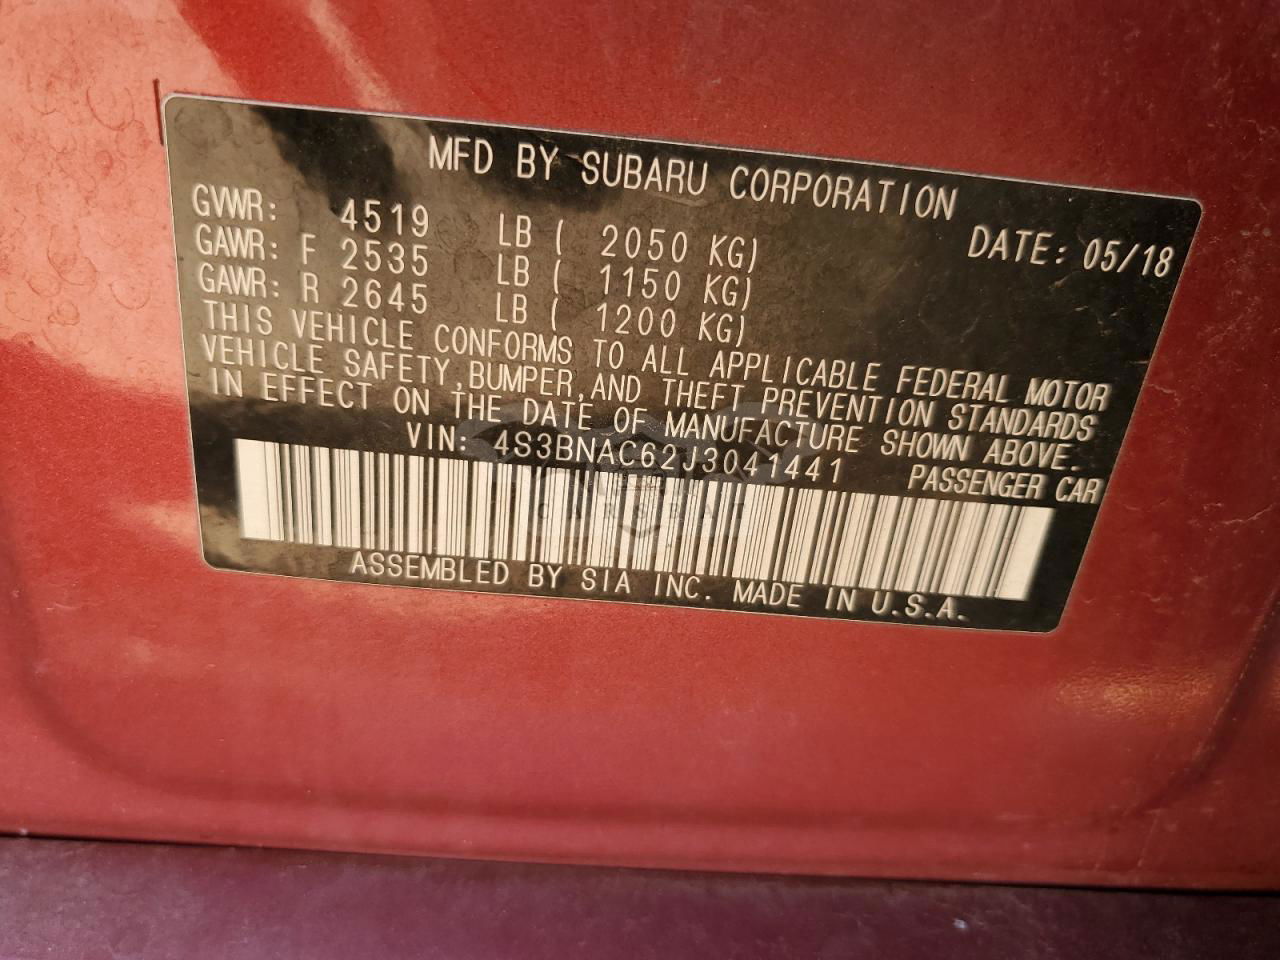 MFD BY SUBARU CORPORATION
GVWR: 4519 LB ( 2050 KG) DATE: 05/18
GAWR: F 2535 LB ( 1150 KG)
GAWR: R 2645 LB ( 1200 KG)
THIS VEHICLE CONFORMS TO ALL APPLICABLE FEDERAL MOTOR
VEHICLE SAFETY, BUMPER, AND THEFT PREVENTION STANDARDS
IN EFFECT ON THE DATE OF MANUFACTURE SHOWN ABOVE.
VIN: 4S3BNAC62J3041441 PASSENGER CAR
CARSBAT
ASSEMBLED BY SIA INC. MADE IN U.S.A.